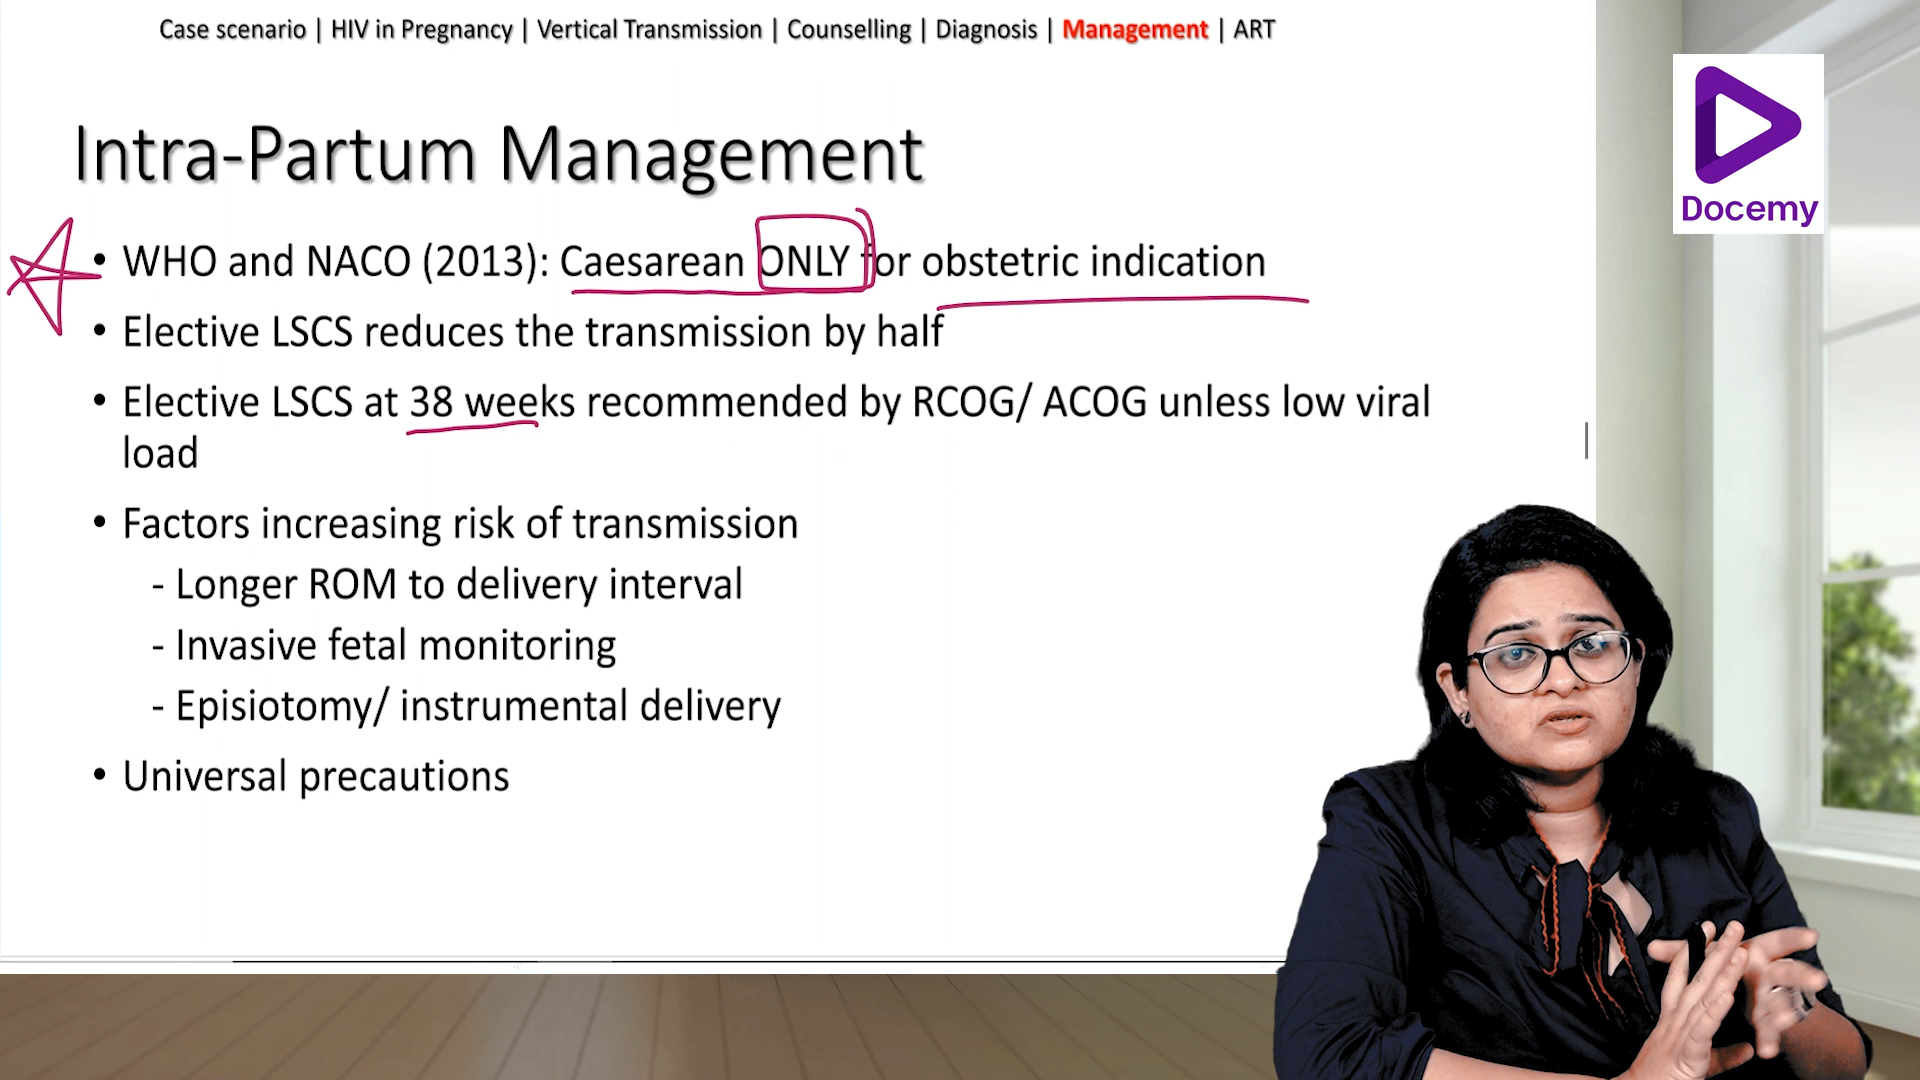 Case scenario | HIV in Pregnancy | Vertical Transmission | Counselling | Diagnosis | Management | ART
Docemy
Intra-Partum Management
• WHO and NACO (2013): Caesarean ONLY for obstetric indication
• Elective LSCS reduces the transmission by half
• Elective LSCS at 38 weeks recommended by RCOG/ ACOG unless low viral
load
• Factors increasing risk of transmission
- Longer ROM to delivery interval
- Invasive fetal monitoring
- Episiotomy/ instrumental delivery
• Universal precautions